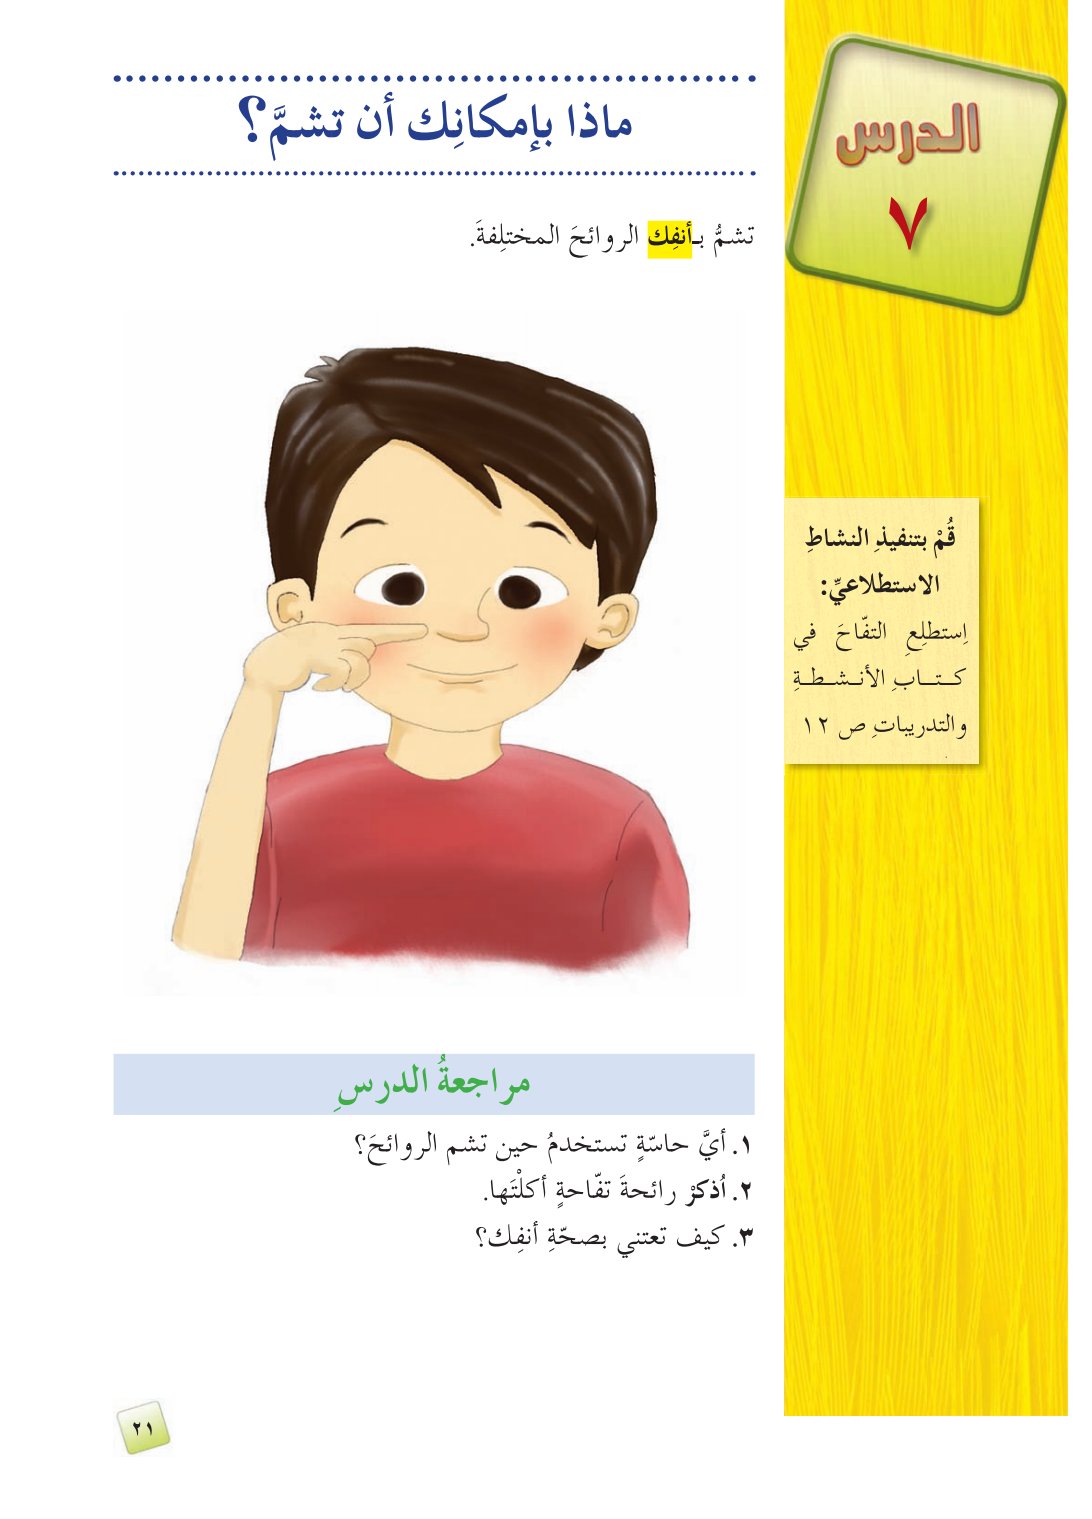 الدرس
٧
ماذا بإمكانِك أن تشمَّ؟
تشمُّ بـأنفِك الروائحَ المختلِفةَ.
قُمْ بتنفيذِ النشاطِ
الاستطلاعيِّ:
اِستطلِعِ التفّاحَ في
كتابِ الأنشطةِ
والتدريباتِ ص ١٢
مراجعةُ الدرسِ
١. أيَّ حاسّةٍ تستخدمُ حين تشم الروائحَ؟
٢. اُذكرْ رائحةَ تفّاحةٍ أكلْتَها.
٣. كيف تعتني بصحّةِ أنفِك؟
٢١